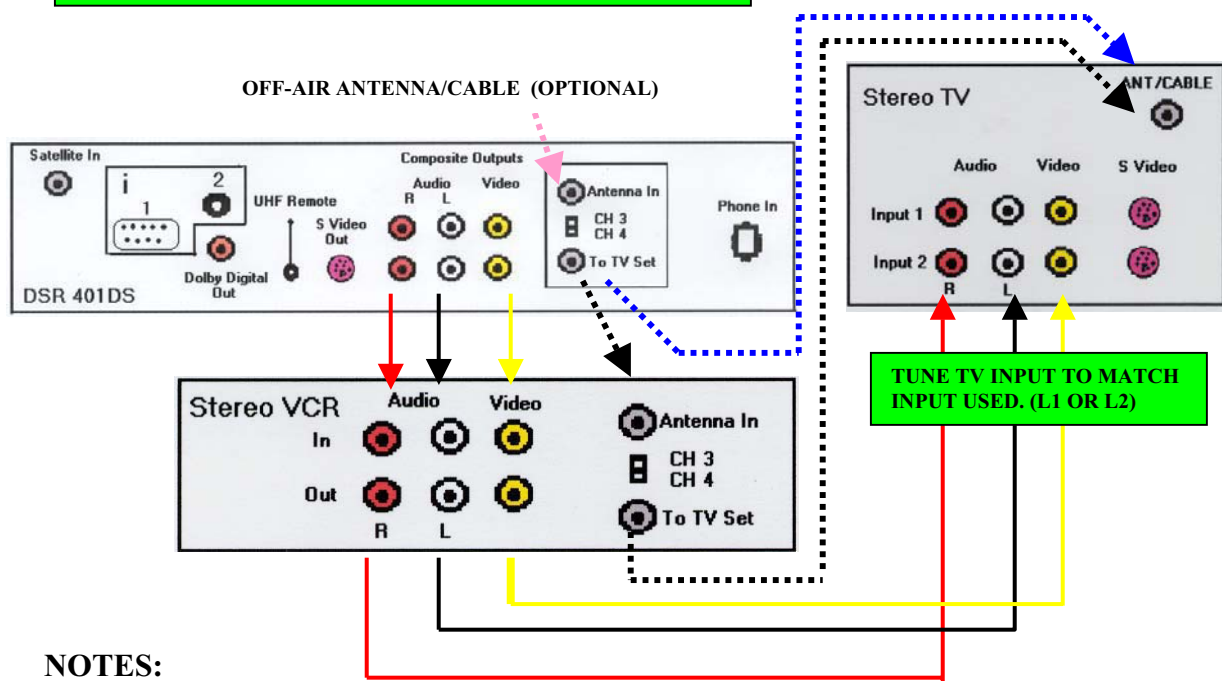 OFF-AIR ANTENNA/CABLE (OPTIONAL)
Stereo TV
ANT/CABLE
Audio Video S Video
Input 1
Input 2
R L
Satellite In
i
1
2
UHF Remote
S Video
Out
Dolby Digital
Out
DSR 401DS
Composite Outputs
Audio Video
R L
Antenna In
CH 3
CH 4
To TV Set
Phone In
TUNE TV INPUT TO MATCH
INPUT USED. (L1 OR L2)
Stereo VCR
Audio Video
In
Out
R L
Antenna In
CH 3
CH 4
To TV Set
NOTES: